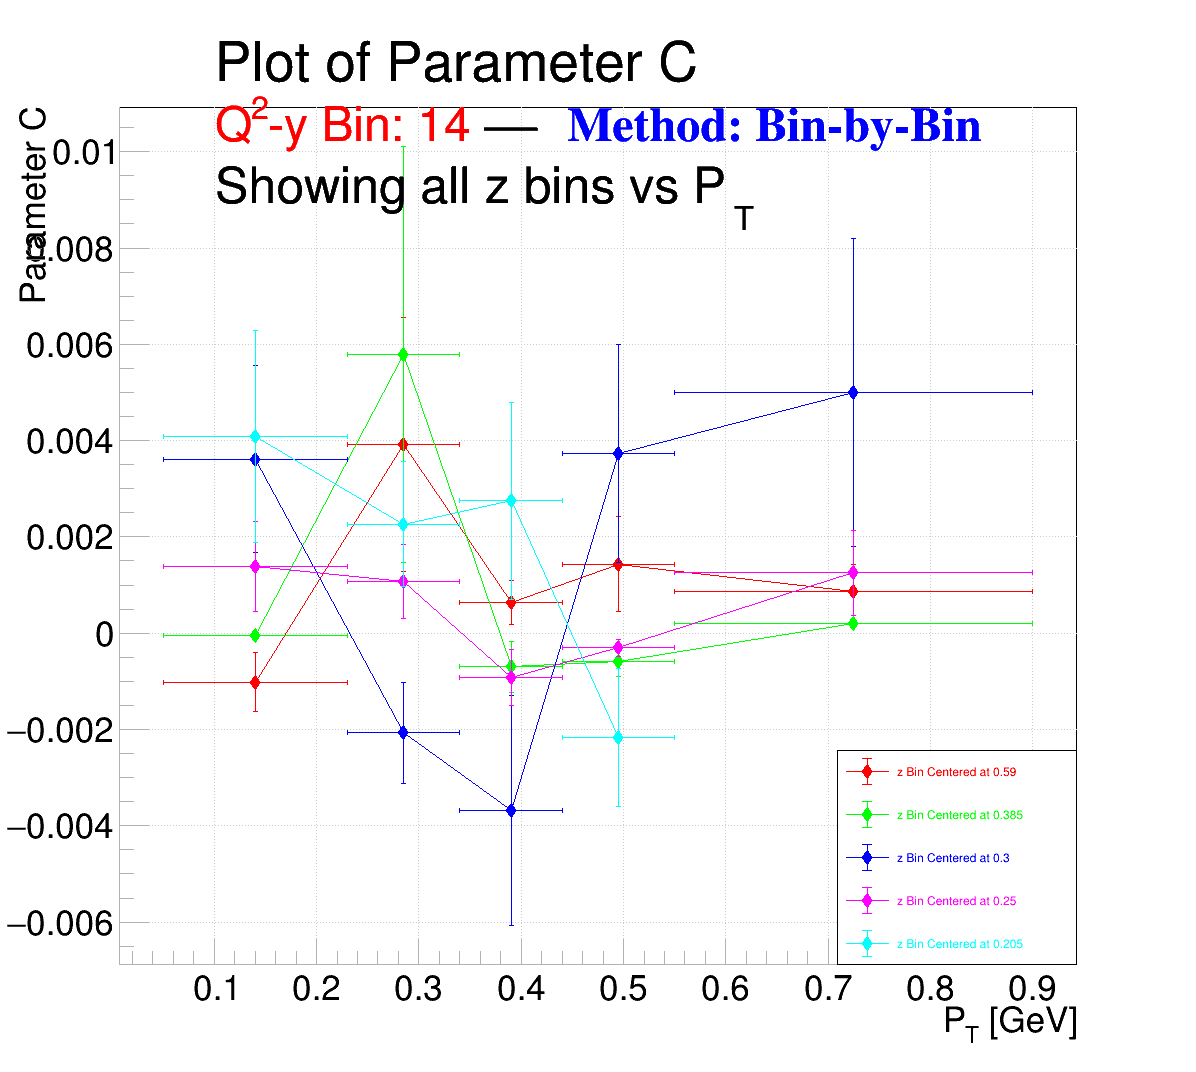 Plot of Parameter C
Q²-y Bin: 14 — Method: Bin-by-Bin
Showing all z bins vs P_T
Parameter C
0.01
0.008
0.006
0.004
0.002
0
−0.002
−0.004
−0.006
z Bin Centered at 0.59
z Bin Centered at 0.385
z Bin Centered at 0.3
z Bin Centered at 0.25
z Bin Centered at 0.205
0.1 0.2 0.3 0.4 0.5 0.6 0.7 0.8 0.9
P_T [GeV]